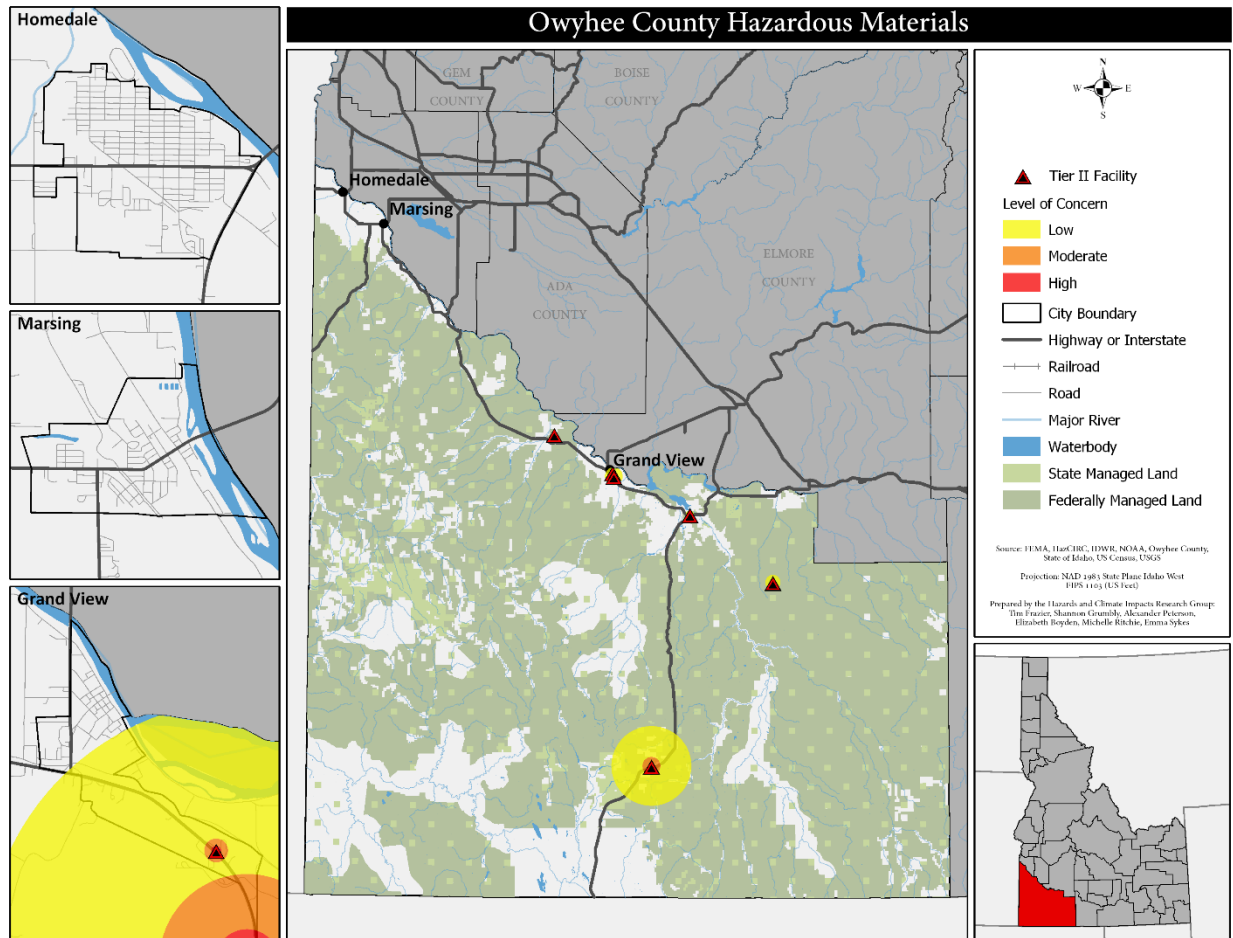 Owyhee County Hazardous Materials
Homedale
Marsing
Grand View
GEM
COUNTY
BOISE
COUNTY
Homedale
Marsing
ELMORE
COUNTY
ADA
COUNTY
Grand View
N
W E
S
Tier II Facility
Level of Concern
Low
Moderate
High
City Boundary
Highway or Interstate
Railroad
Road
Major River
Waterbody
State Managed Land
Federally Managed Land
Source: FEMA, HazCIRC, IDWR, NOAA, Owyhee County,
State of Idaho, US Census, USGS
Projection: NAD 1983 State Plane Idaho West
FIPS 1103 (US Feet)
Prepared by the Hazards and Climate Impacts Research Group:
Tim Frazier, Shannon Grumbly, Alexander Peterson,
Elizabeth Boyden, Michelle Ritchie, Emma Sykes